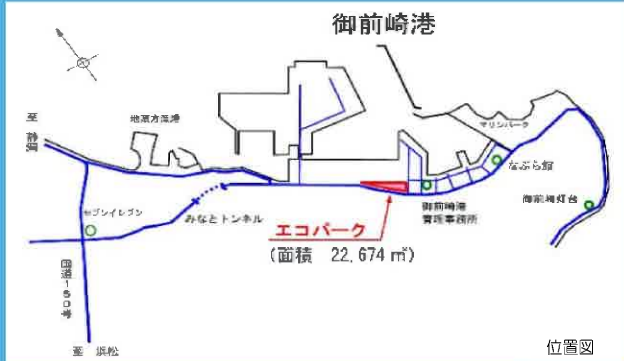 御前崎港
至 静岡
地頭方漁港
マリンパーク
なぶら館
御前崎灯台
セブンイレブン
みなとトンネル
御前崎港
管理事務所
エコパーク
(面積 22,674㎡)
国道150号
至 浜松
位置図